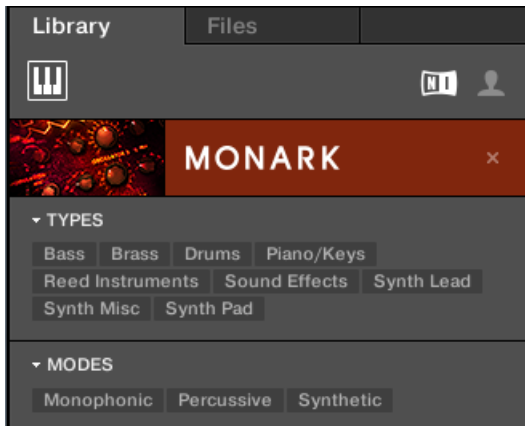 Library Files
NI
MONARK ×
TYPES
Bass Brass Drums Piano/Keys
Reed Instruments Sound Effects Synth Lead
Synth Misc Synth Pad
MODES
Monophonic Percussive Synthetic